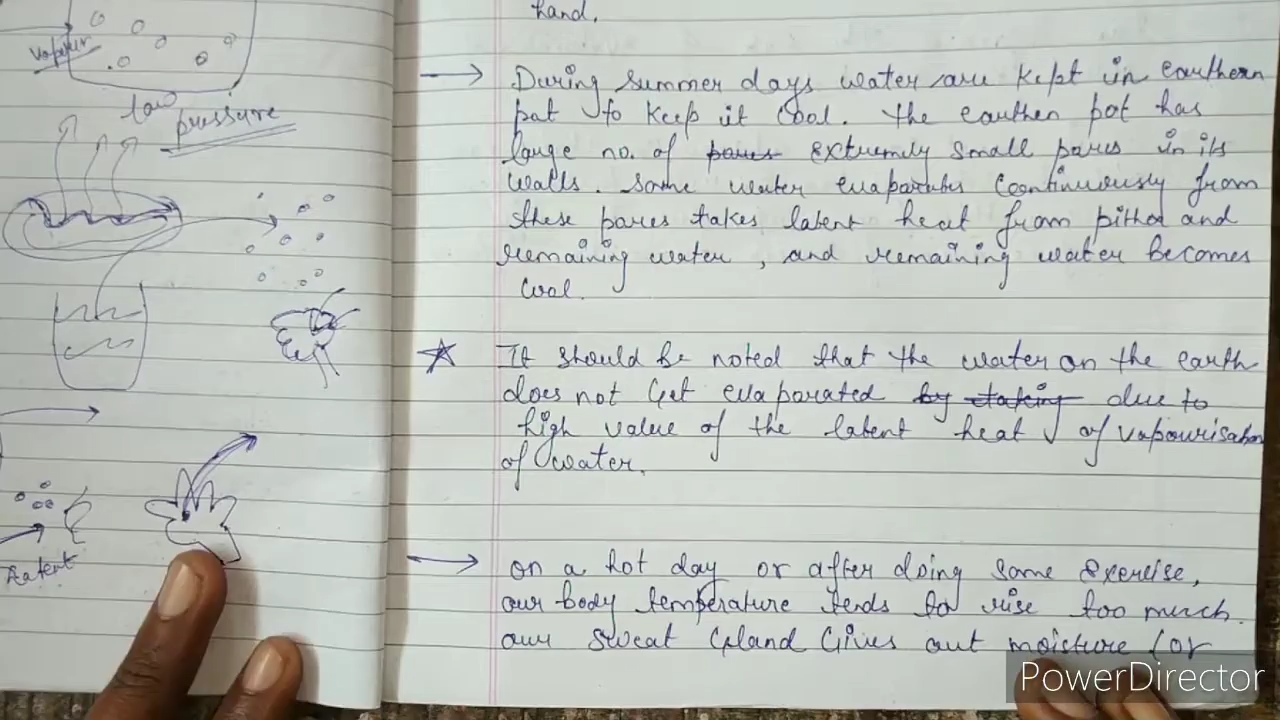 vapour
low
pressure
Latent
hand.
→ During summer days water are kept in earthern
pot to keep it cool. The earthen pot has
large no. of pores extremely small pores in its
walls. Some water evaporates continuously from
these pores takes latent heat from pither and
remaining water, and remaining water becomes
cool.
☆ It should be noted that the water on the earth
does not get evaporated by taking due to
high value of the latent heat of vapourisation
of water.
→ on a hot day or after doing some exercise,
our body temperature tends to rise too much.
our sweat Gland Gives out moisture (or
PowerDirector